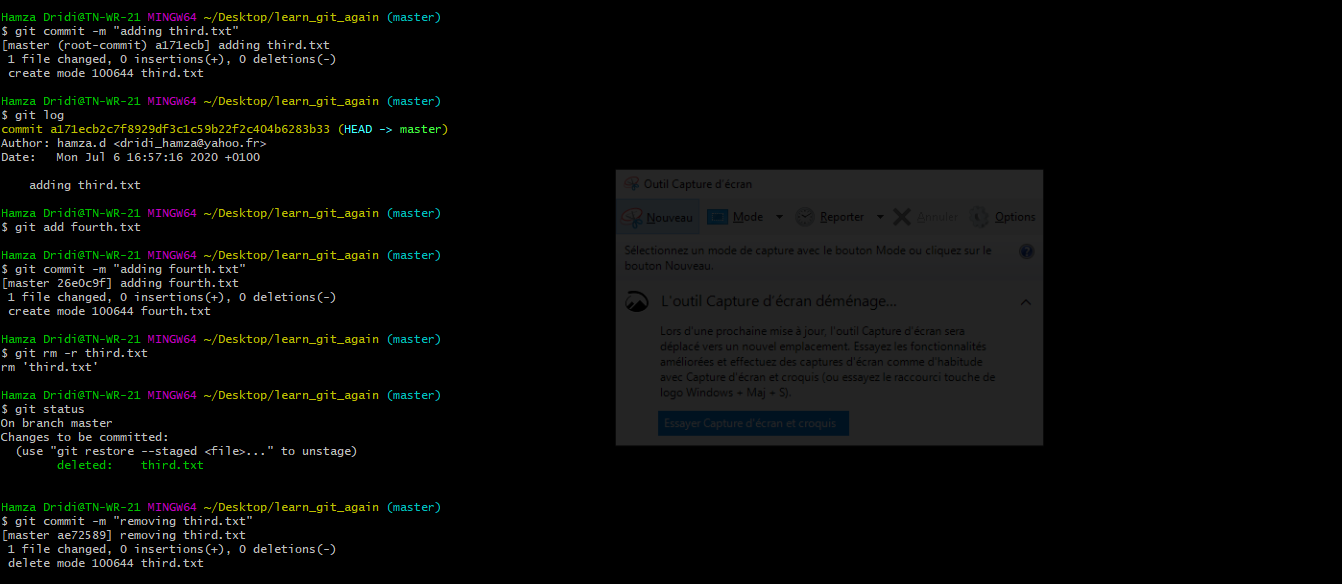 Hamza Dridi@TN-WR-21 MINGW64 ~/Desktop/learn_git_again (master)
$ git commit -m "adding third.txt"
[master (root-commit) a171ecb] adding third.txt
 1 file changed, 0 insertions(+), 0 deletions(-)
 create mode 100644 third.txt

Hamza Dridi@TN-WR-21 MINGW64 ~/Desktop/learn_git_again (master)
$ git log
commit a171ecb2c7f8929df3c1c59b22f2c404b6283b33 (HEAD -> master)
Author: hamza.d <dridi_hamza@yahoo.fr>
Date:   Mon Jul 6 16:57:16 2020 +0100

    adding third.txt

Hamza Dridi@TN-WR-21 MINGW64 ~/Desktop/learn_git_again (master)
$ git add fourth.txt

Hamza Dridi@TN-WR-21 MINGW64 ~/Desktop/learn_git_again (master)
$ git commit -m "adding fourth.txt"
[master 26e0c9f] adding fourth.txt
 1 file changed, 0 insertions(+), 0 deletions(-)
 create mode 100644 fourth.txt

Hamza Dridi@TN-WR-21 MINGW64 ~/Desktop/learn_git_again (master)
$ git rm -r third.txt
rm 'third.txt'

Hamza Dridi@TN-WR-21 MINGW64 ~/Desktop/learn_git_again (master)
$ git status
On branch master
Changes to be committed:
  (use "git restore --staged <file>..." to unstage)
        deleted:    third.txt

Hamza Dridi@TN-WR-21 MINGW64 ~/Desktop/learn_git_again (master)
$ git commit -m "removing third.txt"
[master ae72589] removing third.txt
 1 file changed, 0 insertions(+), 0 deletions(-)
 delete mode 100644 third.txt

Outil Capture d'écran
Nouveau Mode Reporter Annuler Options
Sélectionnez un mode de capture avec le bouton Mode ou cliquez sur le
bouton Nouveau.
L'outil Capture d'écran déménage...
Lors d'une prochaine mise à jour, l'outil Capture d'écran sera
déplacé vers un nouvel emplacement. Essayez les fonctionnalités
améliorées et effectuez des captures d'écran comme d'habitude
avec Capture d'écran et croquis (ou essayez le raccourci touche de
logo Windows + Maj + S).
Essayer Capture d'écran et croquis